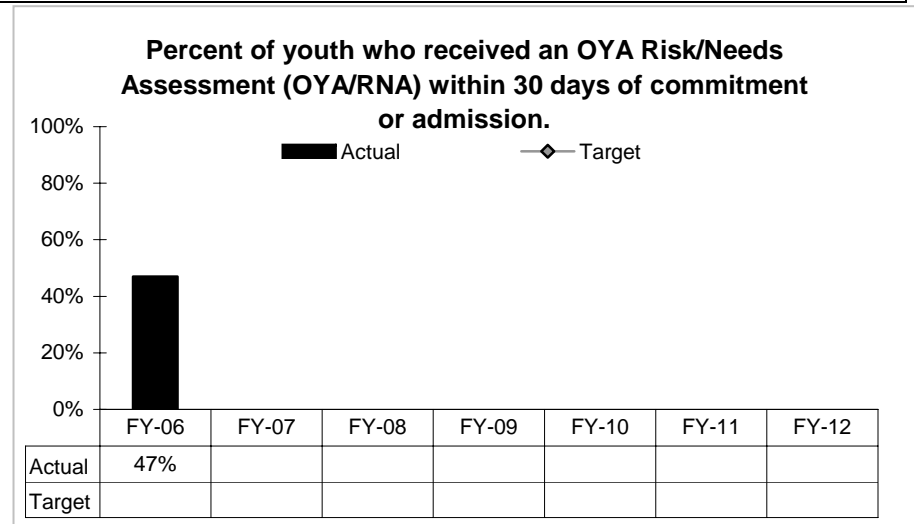 Percent of youth who received an OYA Risk/Needs
Assessment (OYA/RNA) within 30 days of commitment
or admission.
Actual Target
100%
80%
60%
40%
20%
0%
FY-06 FY-07 FY-08 FY-09 FY-10 FY-11 FY-12
Actual 47%
Target